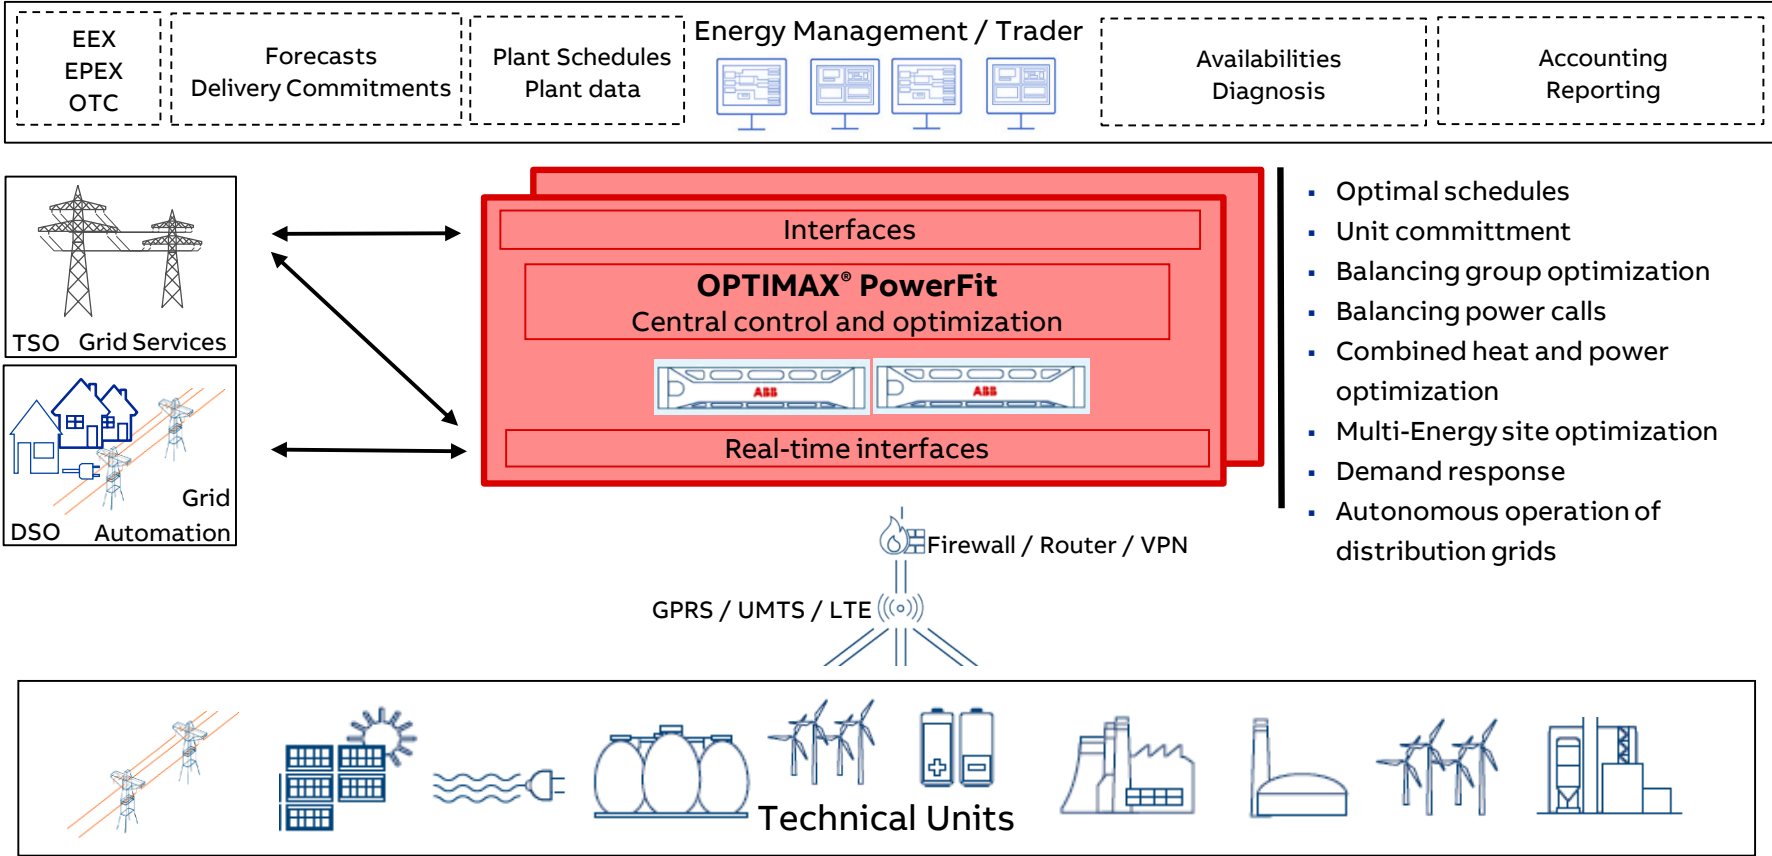 EEX
EPEX
OTC
Forecasts
Delivery Commitments
Plant Schedules
Plant data
Energy Management / Trader
Availabilities
Diagnosis
Accounting
Reporting
TSO Grid Services
Grid
DSO Automation
Interfaces
OPTIMAX® PowerFit
Central control and optimization
ABB
ABB
Real-time interfaces
▪ Optimal schedules
▪ Unit committment
▪ Balancing group optimization
▪ Balancing power calls
▪ Combined heat and power
optimization
▪ Multi-Energy site optimization
▪ Demand response
▪ Autonomous operation of
distribution grids
Firewall / Router / VPN
GPRS / UMTS / LTE
Technical Units